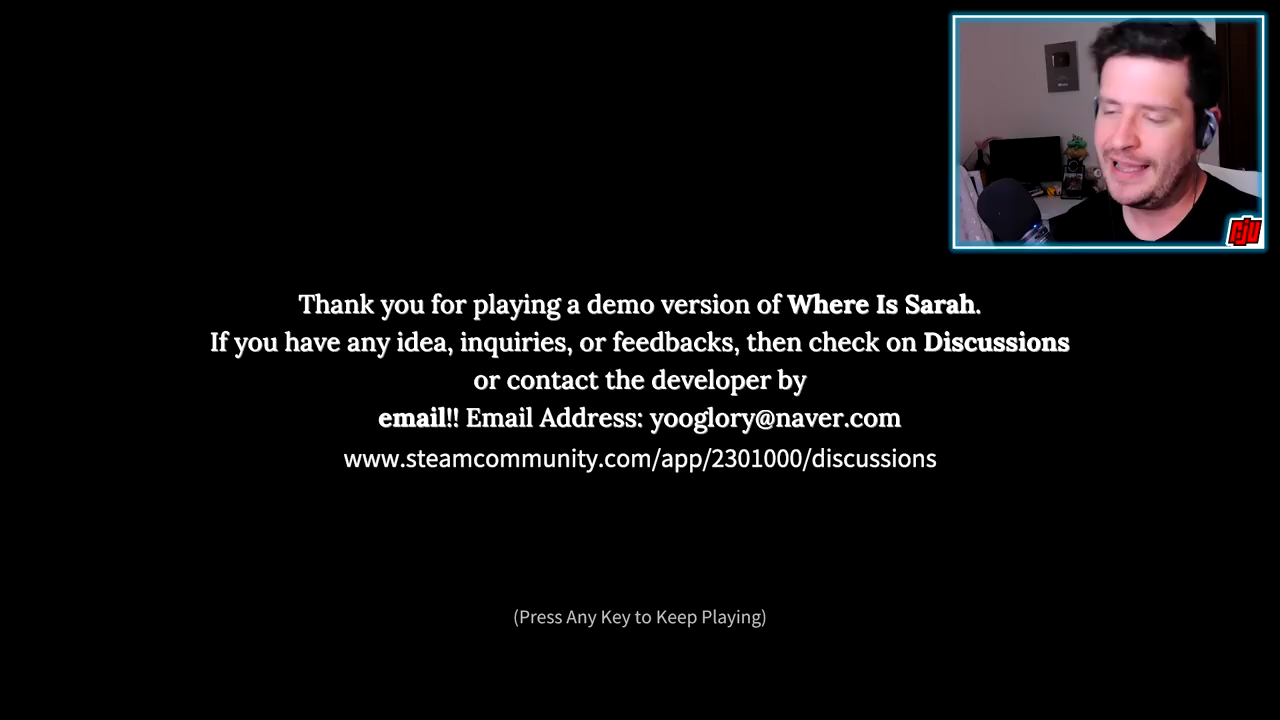 Thank you for playing a demo version of Where Is Sarah.
If you have any idea, inquiries, or feedbacks, then check on Discussions
or contact the developer by
email!! Email Address: yooglory@naver.com
www.steamcommunity.com/app/2301000/discussions
(Press Any Key to Keep Playing)